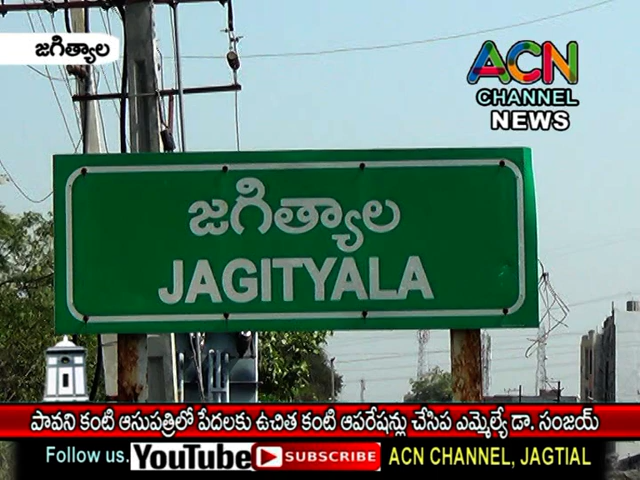 జగిత్యాల
ACN
CHANNEL
NEWS
జగిత్యాల
JAGITYALA
పావని కంటి ఆసుపత్రిలో పేదలకు ఉచిత కంటి ఆపరేషన్లు చేసిప ఎమ్మెల్యే డా. సంజయ్
Follow us. YouTube SUBSCRIBE ACN CHANNEL, JAGTIAL